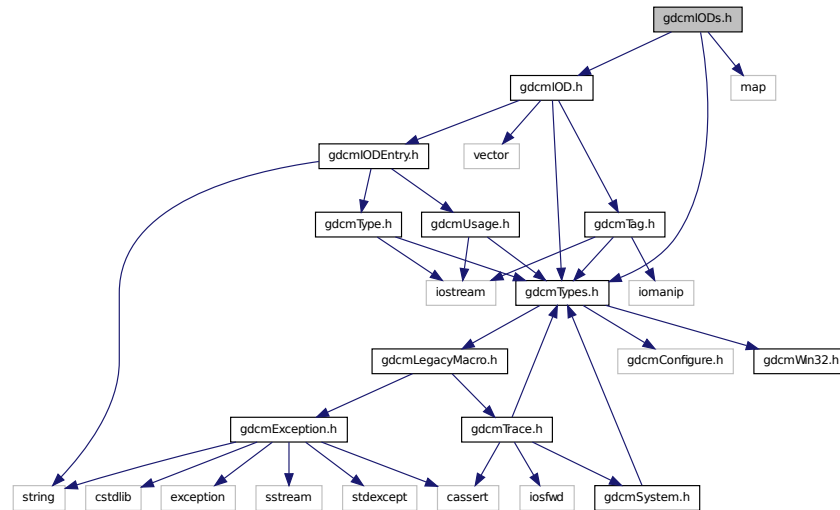 gdcmIODs.h
gdcmIOD.h
map
gdcmIODEntry.h
vector
gdcmType.h
gdcmUsage.h
gdcmTag.h
iostream
gdcmTypes.h
iomanip
gdcmLegacyMacro.h
gdcmConfigure.h
gdcmWin32.h
gdcmException.h
gdcmTrace.h
string
cstdlib
exception
sstream
stdexcept
cassert
iosfwd
gdcmSystem.h